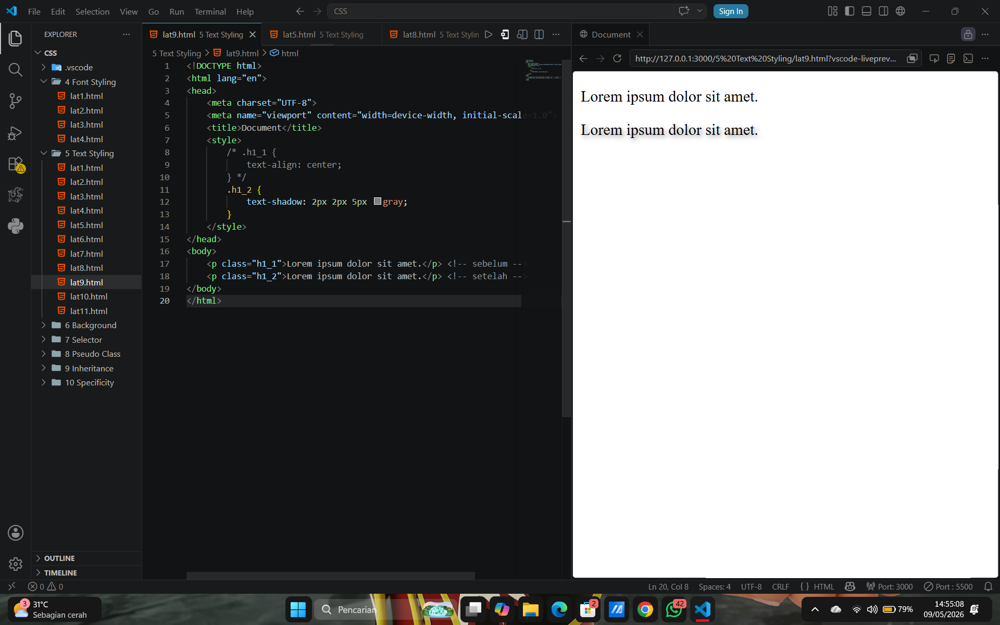 File Edit Selection View Go Run Terminal Help
CSS
Sign In
EXPLORER
CSS
.vscode
4 Font Styling
lat1.html
lat2.html
lat3.html
lat4.html
5 Text Styling
lat1.html
lat2.html
lat3.html
lat4.html
lat5.html
lat6.html
lat7.html
lat8.html
lat9.html
lat10.html
lat11.html
6 Background
7 Selector
8 Pseudo Class
9 Inheritance
10 Specificity
OUTLINE
TIMELINE
lat9.html 5 Text Styling
lat5.html 5 Text Styling
lat8.html 5 Text Stylin
5 Text Styling > lat9.html > html
1 <!DOCTYPE html>
2 <html lang="en">
3 <head>
4 <meta charset="UTF-8">
5 <meta name="viewport" content="width=device-width, initial-scale=1.0">
6 <title>Document</title>
7 <style>
8 /* .h1_1 {
9 text-align: center;
10 } */
11 .h1_2 {
12 text-shadow: 2px 2px 5px gray;
13 }
14 </style>
15 </head>
16 <body>
17 <p class="h1_1">Lorem ipsum dolor sit amet.</p> <!-- sebelum -->
18 <p class="h1_2">Lorem ipsum dolor sit amet.</p> <!-- setelah -->
19 </body>
20 </html>
Document
http://127.0.0.1:3000/5%20Text%20Styling/lat9.html?vscode-liveprev...
Lorem ipsum dolor sit amet.
Lorem ipsum dolor sit amet.
0 0
Ln 20, Col 8 Spaces: 4 UTF-8 CRLF { } HTML Port: 3000 Port : 5500
3
31°C
Sebagian cerah
Pencarian
2
42
79%
14:55:08
09/05/2026